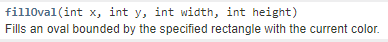 fillOval(int x, int y, int width, int height)
Fills an oval bounded by the specified rectangle with the current color.